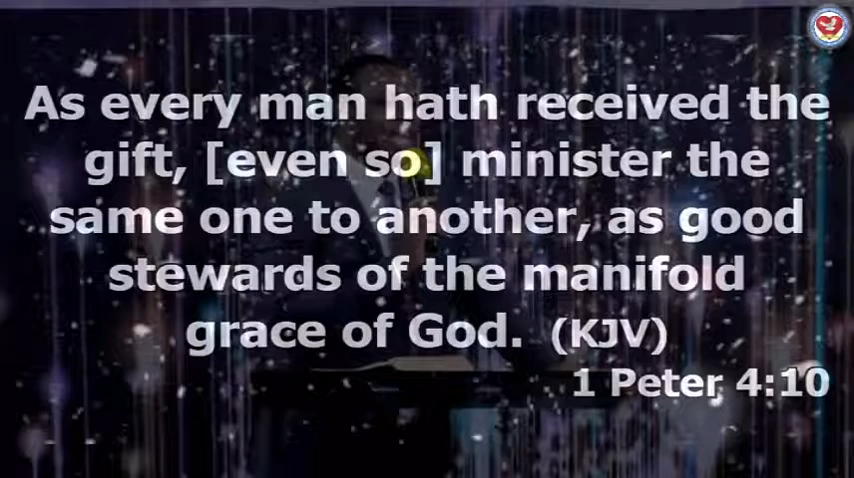 As every man hath received the
gift, [even so] minister the
same one to another, as good
stewards of the manifold
grace of God. (KJV)
1 Peter 4:10